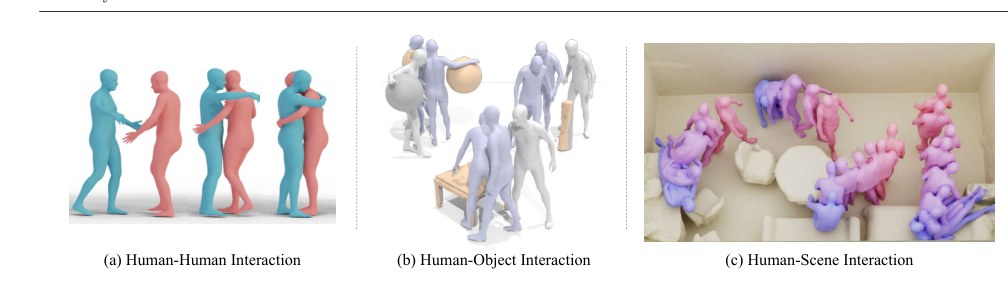 (a) Human-Human Interaction
(b) Human-Object Interaction
(c) Human-Scene Interaction